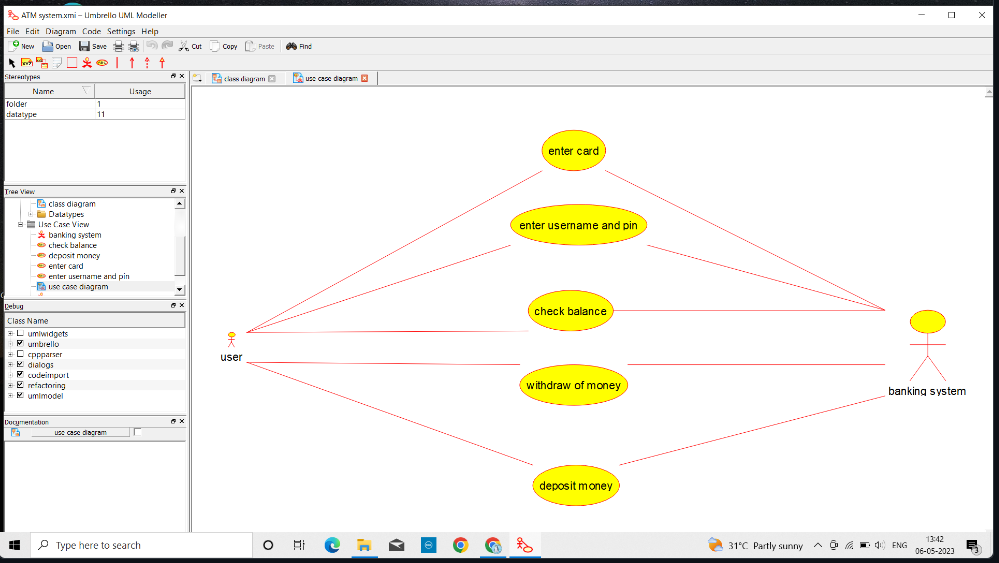 ATM system.xmi – Umbrello UML Modeller
File Edit Diagram Code Settings Help
New Open Save Cut Copy Paste Find
Stereotypes
Name Usage
folder 1
datatype 11
class diagram
use case diagram
Tree View
class diagram
Datatypes
Use Case View
banking system
check balance
deposit money
enter card
enter username and pin
use case diagram
Debug
Class Name
umlwidgets
umbrello
cppparser
dialogs
codeimport
refactoring
umlmodel
Documentation
use case diagram
enter card
enter username and pin
check balance
user
withdraw of money
banking system
deposit money
Type here to search
31°C Partly sunny
ENG
13:42
06-05-2023
3